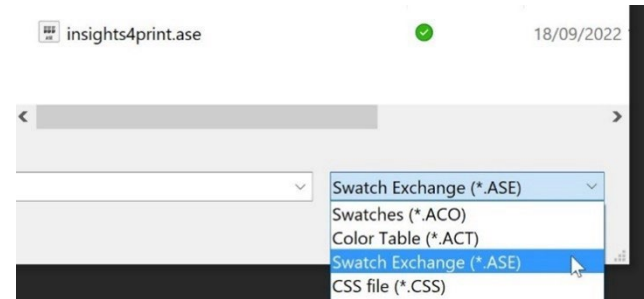 ASE
insights4print.ase
18/09/2022
Swatch Exchange (*.ASE)
Swatches (*.ACO)
Color Table (*.ACT)
Swatch Exchange (*.ASE)
CSS file (*.CSS)